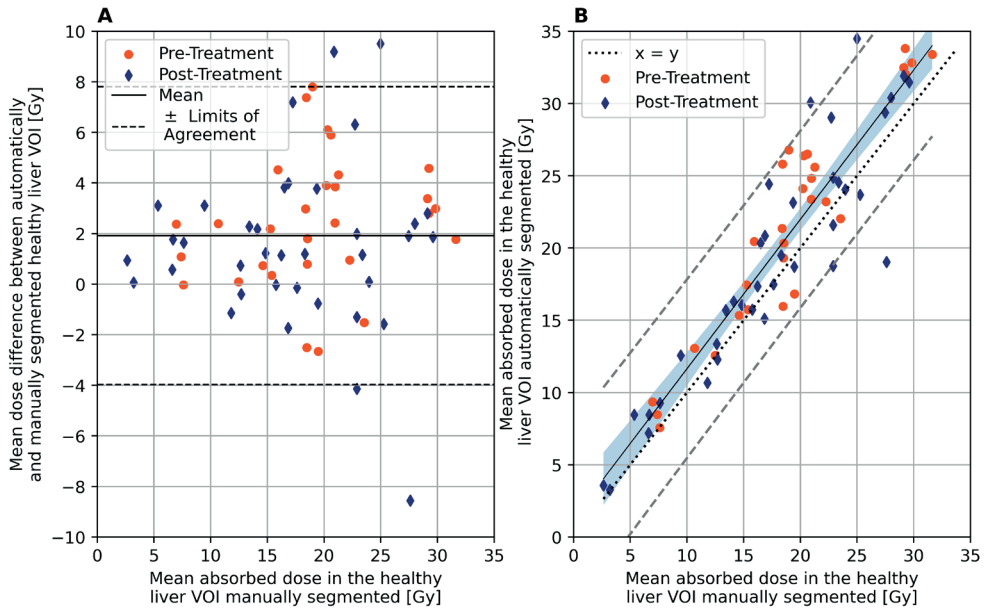 A
Mean dose difference between automatically
and manually segmented healthy liver VOI [Gy]
10
8
6
4
2
0
−2
−4
−6
−8
−10
Pre-Treatment
Post-Treatment
Mean
± Limits of
Agreement
0 5 10 15 20 25 30 35
Mean absorbed dose in the healthy
liver VOI manually segmented [Gy]
B
Mean absorbed dose in the healthy
liver VOI automatically segmented [Gy]
35
30
25
20
15
10
5
0
x = y
Pre-Treatment
Post-Treatment
0 5 10 15 20 25 30 35
Mean absorbed dose in the healthy
liver VOI manually segmented [Gy]